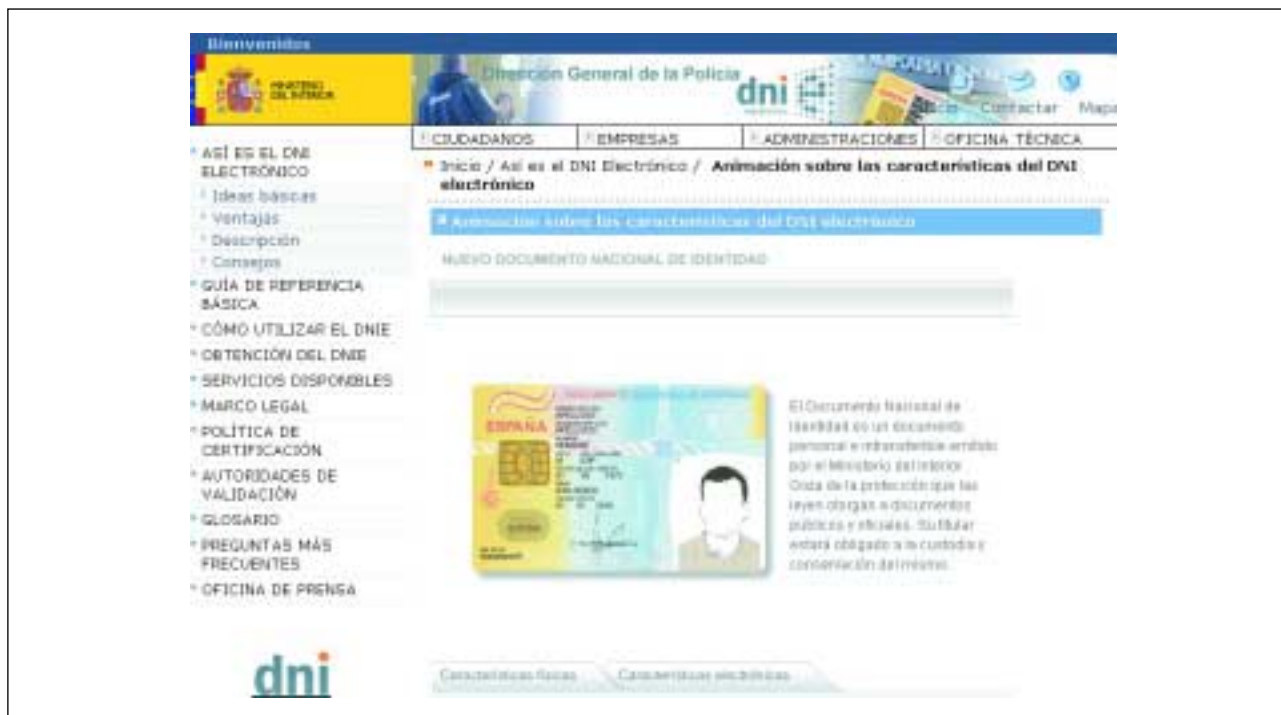 Bienvenidos
MINISTERIO
DEL INTERIOR
Dirección General de la Policía
dni
Contactar Mapa
CIUDADANOS EMPRESAS ADMINISTRACIONES OFICINA TÉCNICA
ASÍ ES EL DNI
ELECTRÓNICO
Ideas básicas
Ventajas
Descripción
Consejos
GUÍA DE REFERENCIA
BÁSICA
CÓMO UTILIZAR EL DNIE
OBTENCIÓN DEL DNIE
SERVICIOS DISPONIBLES
MARCO LEGAL
POLÍTICA DE
CERTIFICACIÓN
AUTORIDADES DE
VALIDACIÓN
GLOSARIO
PREGUNTAS MÁS
FRECUENTES
OFICINA DE PRENSA
dni
Inicio / Así es el DNI Electrónico / Animación sobre las características del DNI
electrónico
Animación sobre las características del DNI electrónico
NUEVO DOCUMENTO NACIONAL DE IDENTIDAD
ESPAÑA
El Documento Nacional de
Identidad es un documento
personal e intransferible emitido
por el Ministerio del Interior.
Goza de la protección que las
leyes otorgan a documentos
públicos y oficiales. Su titular
estará obligado a la custodia y
conservación del mismo.
Características físicas Características electrónicas